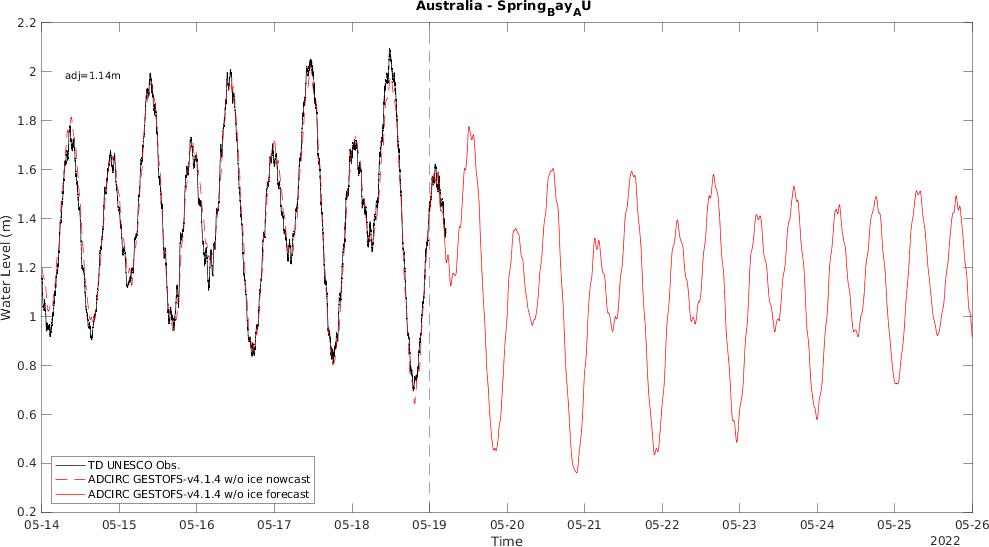 Australia - SpringBayAU
2.2
2
1.8
1.6
1.4
1.2
1
0.8
0.6
0.4
0.2
Water Level (m)
adj=1.14m
TD UNESCO Obs.
ADCIRC GESTOFS-v4.1.4 w/o ice nowcast
ADCIRC GESTOFS-v4.1.4 w/o ice forecast
05-14 05-15 05-16 05-17 05-18 05-19 05-20 05-21 05-22 05-23 05-24 05-25 05-26
Time
2022